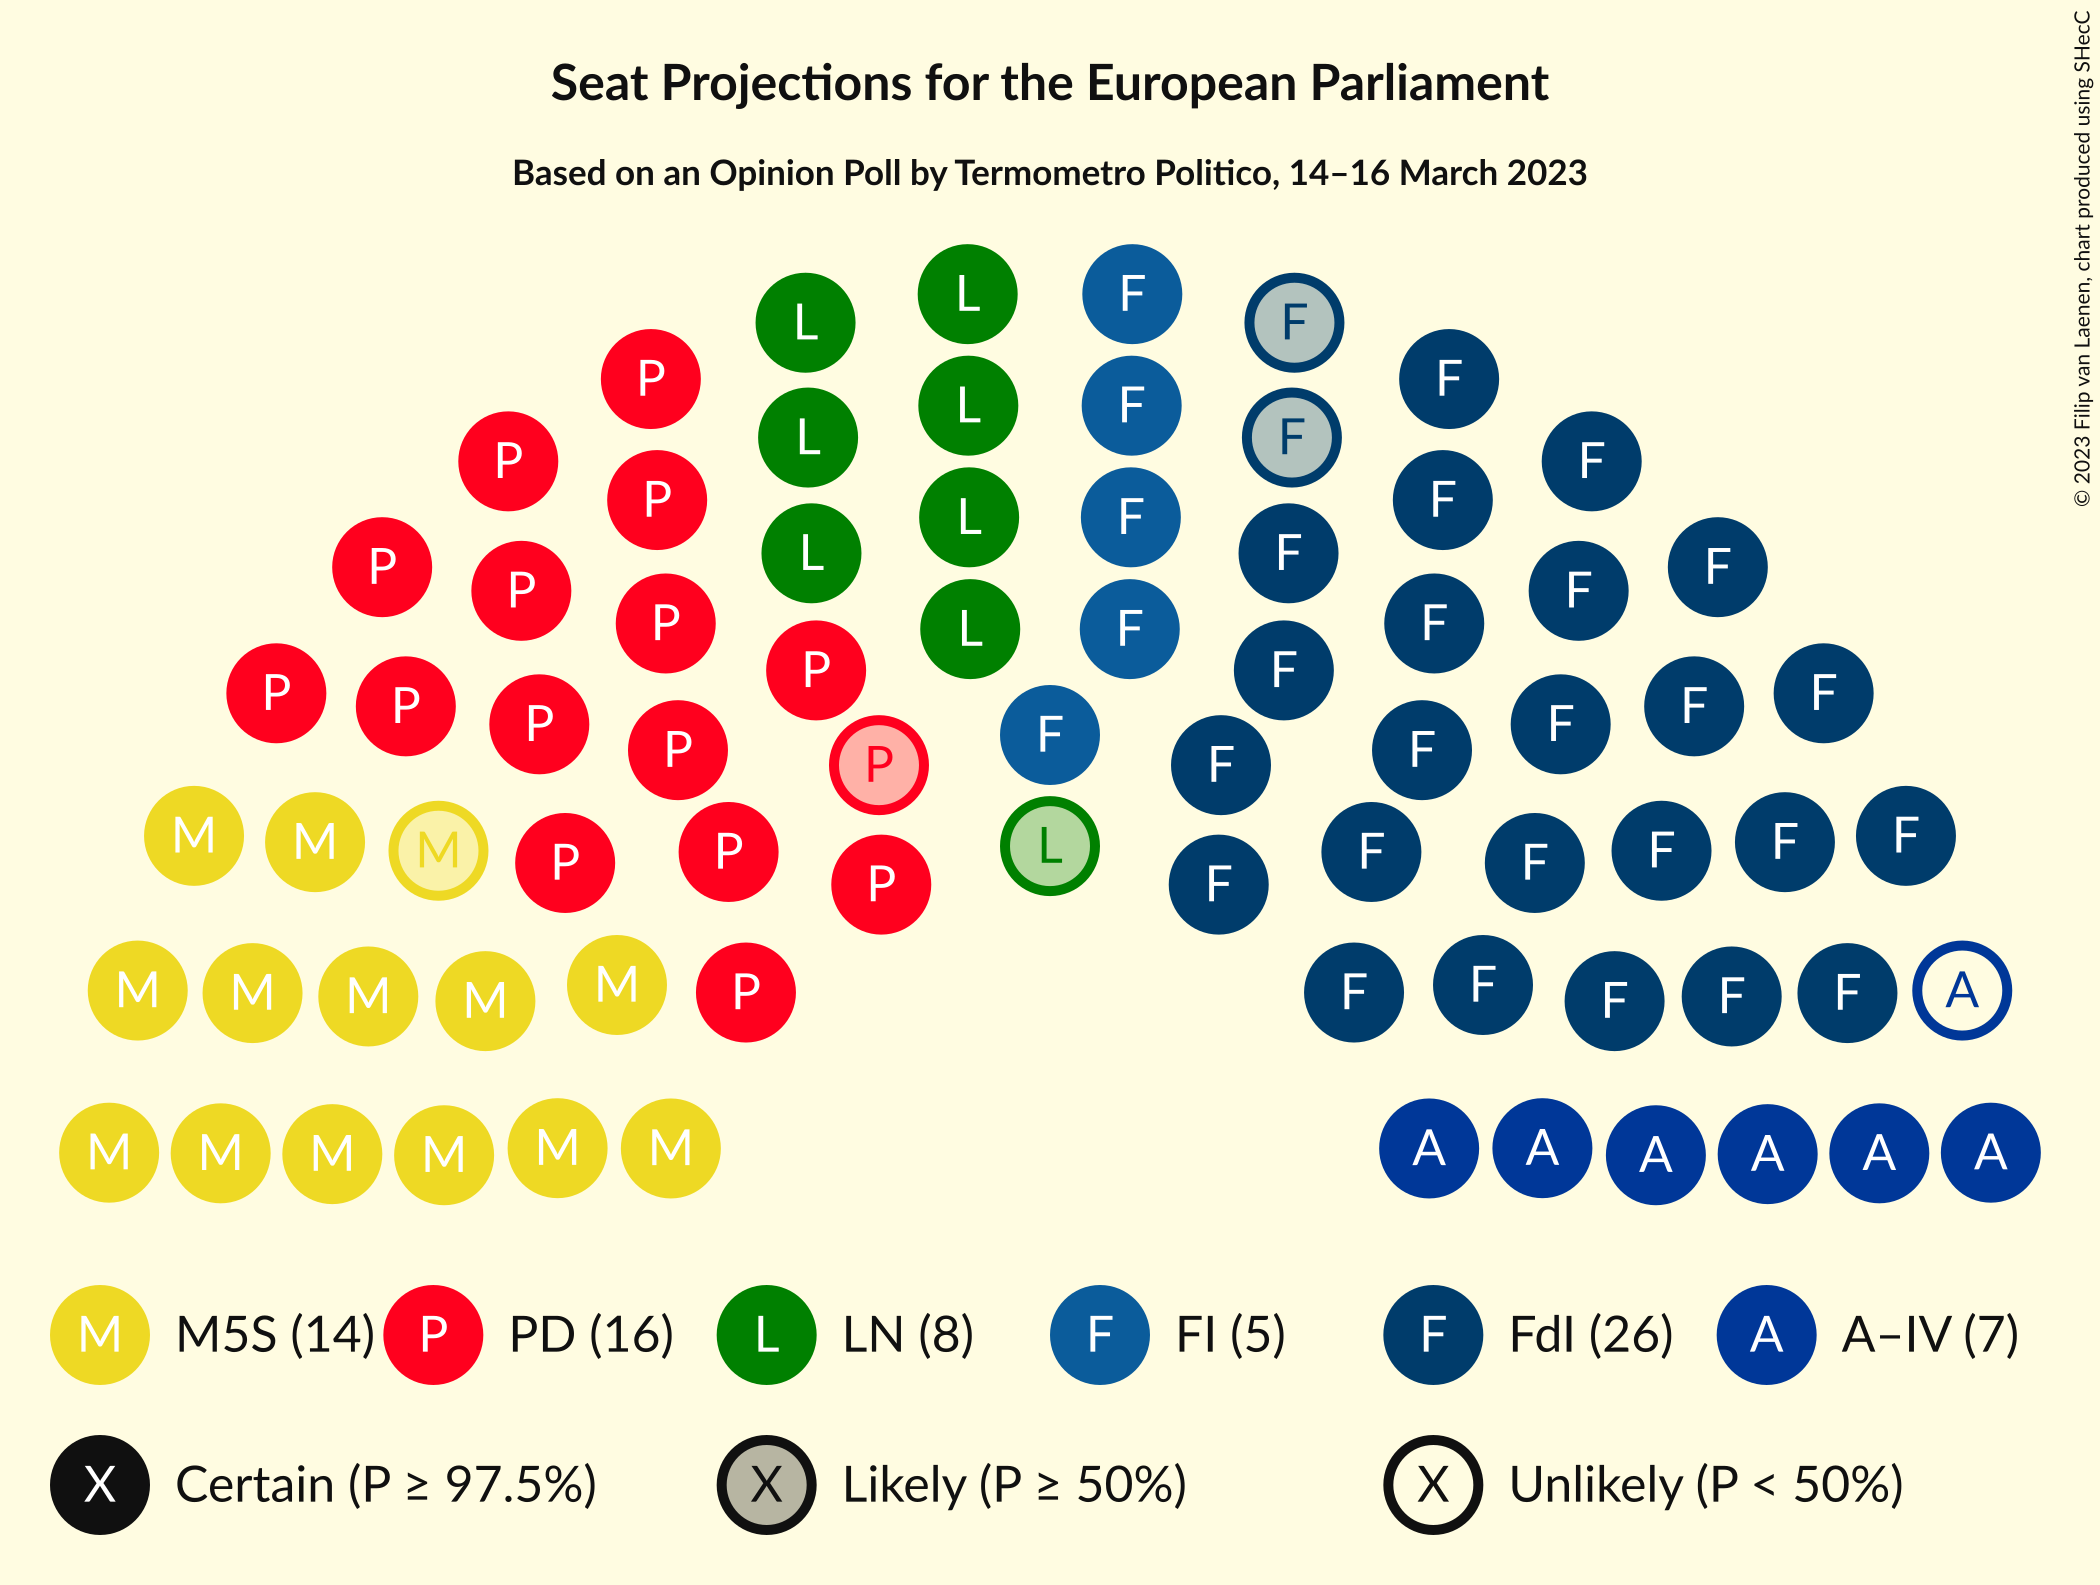 Seat Projections for the European Parliament
Based on an Opinion Poll by Termometro Politico, 14–16 March 2023
© 2023 Filip van Laenen, chart produced using SHecC
L L F F
P L L F F F
P P L L F F F F
P P P L L F F F F F
P P P P P F F F F F F
P P F
M M M P P P L F F F F F F
M M M M M P F F F F F A
M M M M M M A A A A A A
M M5S (14) P PD (16) L LN (8) F FI (5) F FdI (26) A A–IV (7)
X Certain (P ≥ 97.5%) X Likely (P ≥ 50%) X Unlikely (P < 50%)